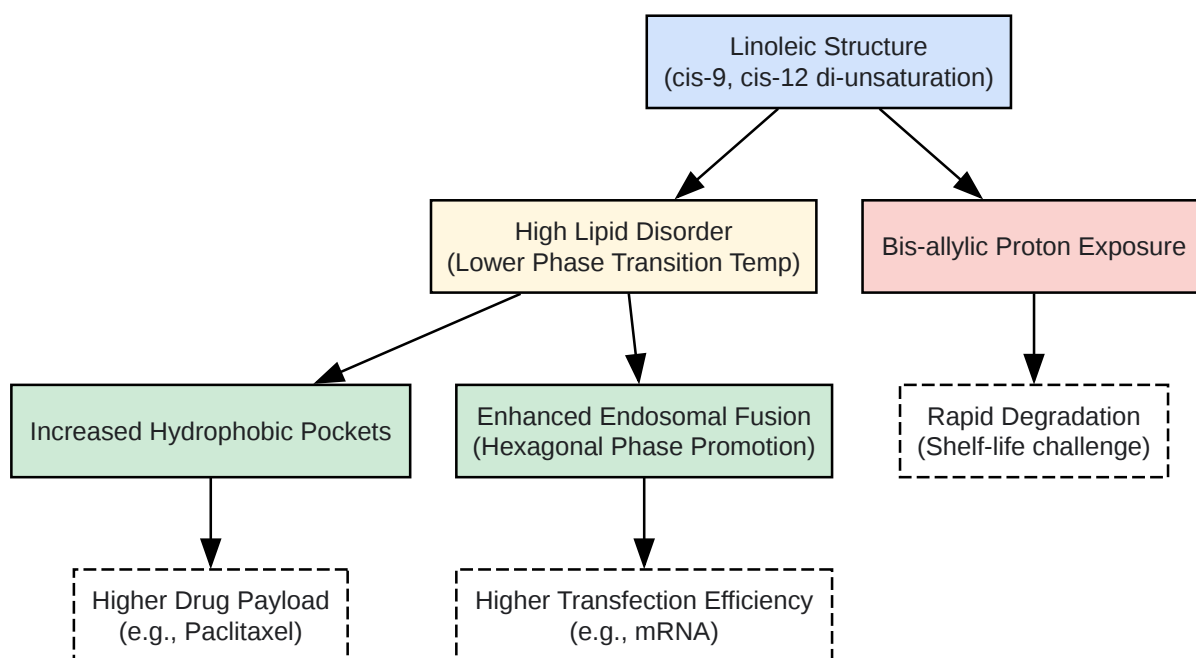 Linoleic Structure
(cis-9, cis-12 di-unsaturation)
High Lipid Disorder
(Lower Phase Transition Temp)
Bis-allylic Proton Exposure
Increased Hydrophobic Pockets
Enhanced Endosomal Fusion
(Hexagonal Phase Promotion)
Rapid Degradation
(Shelf-life challenge)
Higher Drug Payload
(e.g., Paclitaxel)
Higher Transfection Efficiency
(e.g., mRNA)